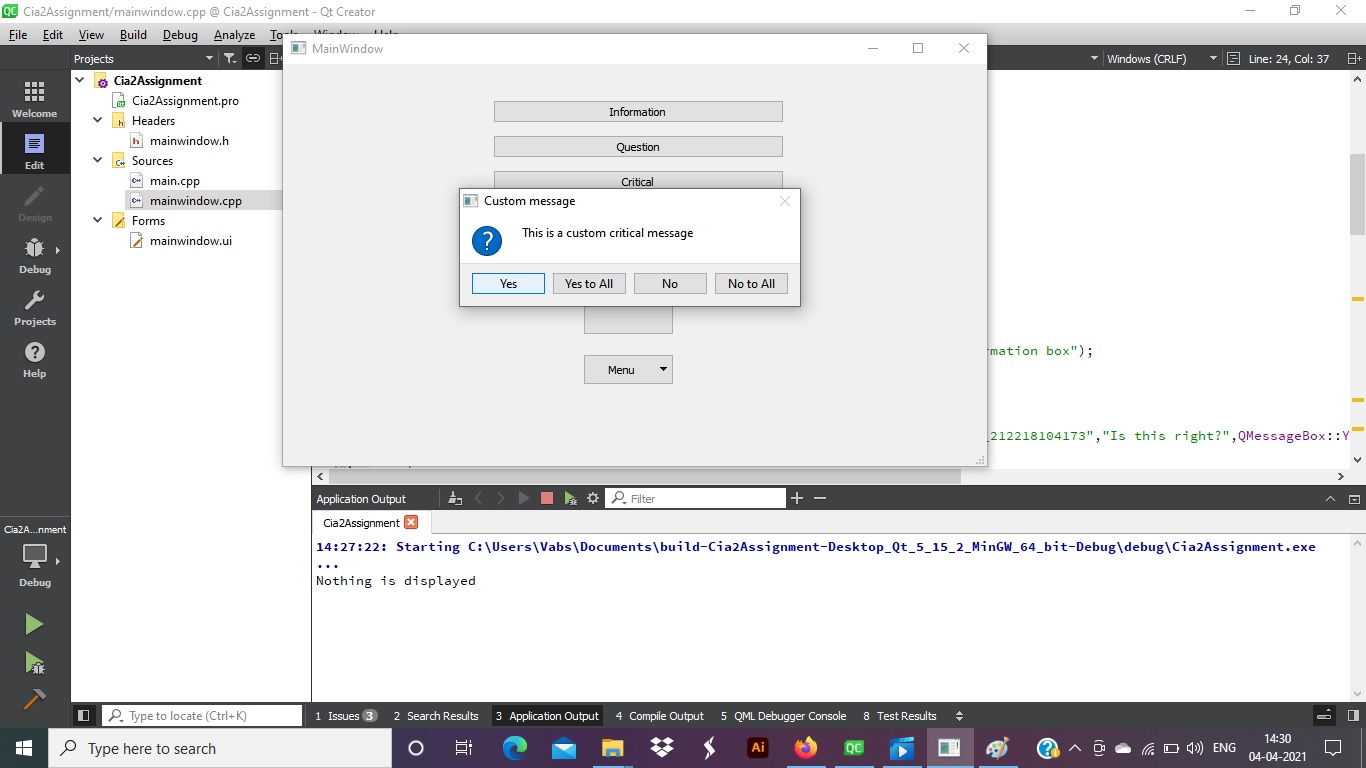 Cia2Assignment/mainwindow.cpp @ Cia2Assignment - Qt Creator
File Edit View Build Debug Analyze
MainWindow
Projects
Windows (CRLF)
Line: 24, Col: 37
Cia2Assignment
Cia2Assignment.pro
Headers
mainwindow.h
Sources
main.cpp
mainwindow.cpp
Forms
mainwindow.ui
Welcome
Edit
Design
Debug
Projects
Help
Information
Question
Critical
Custom message
This is a custom critical message
Yes
Yes to All
No
No to All
Menu
rmation box");
_212218104173","Is this right?",QMessageBox::Y
Application Output
Filter
Cia2Assignment
14:27:22: Starting C:\Users\Vabs\Documents\build-Cia2Assignment-Desktop_Qt_5_15_2_MinGW_64_bit-Debug\debug\Cia2Assignment.exe
...
Nothing is displayed
Cia2A...nment
Debug
Type to locate (Ctrl+K)
1 Issues 3
2 Search Results
3 Application Output
4 Compile Output
5 QML Debugger Console
8 Test Results
Type here to search
Ai
QC
ENG
14:30
04-04-2021